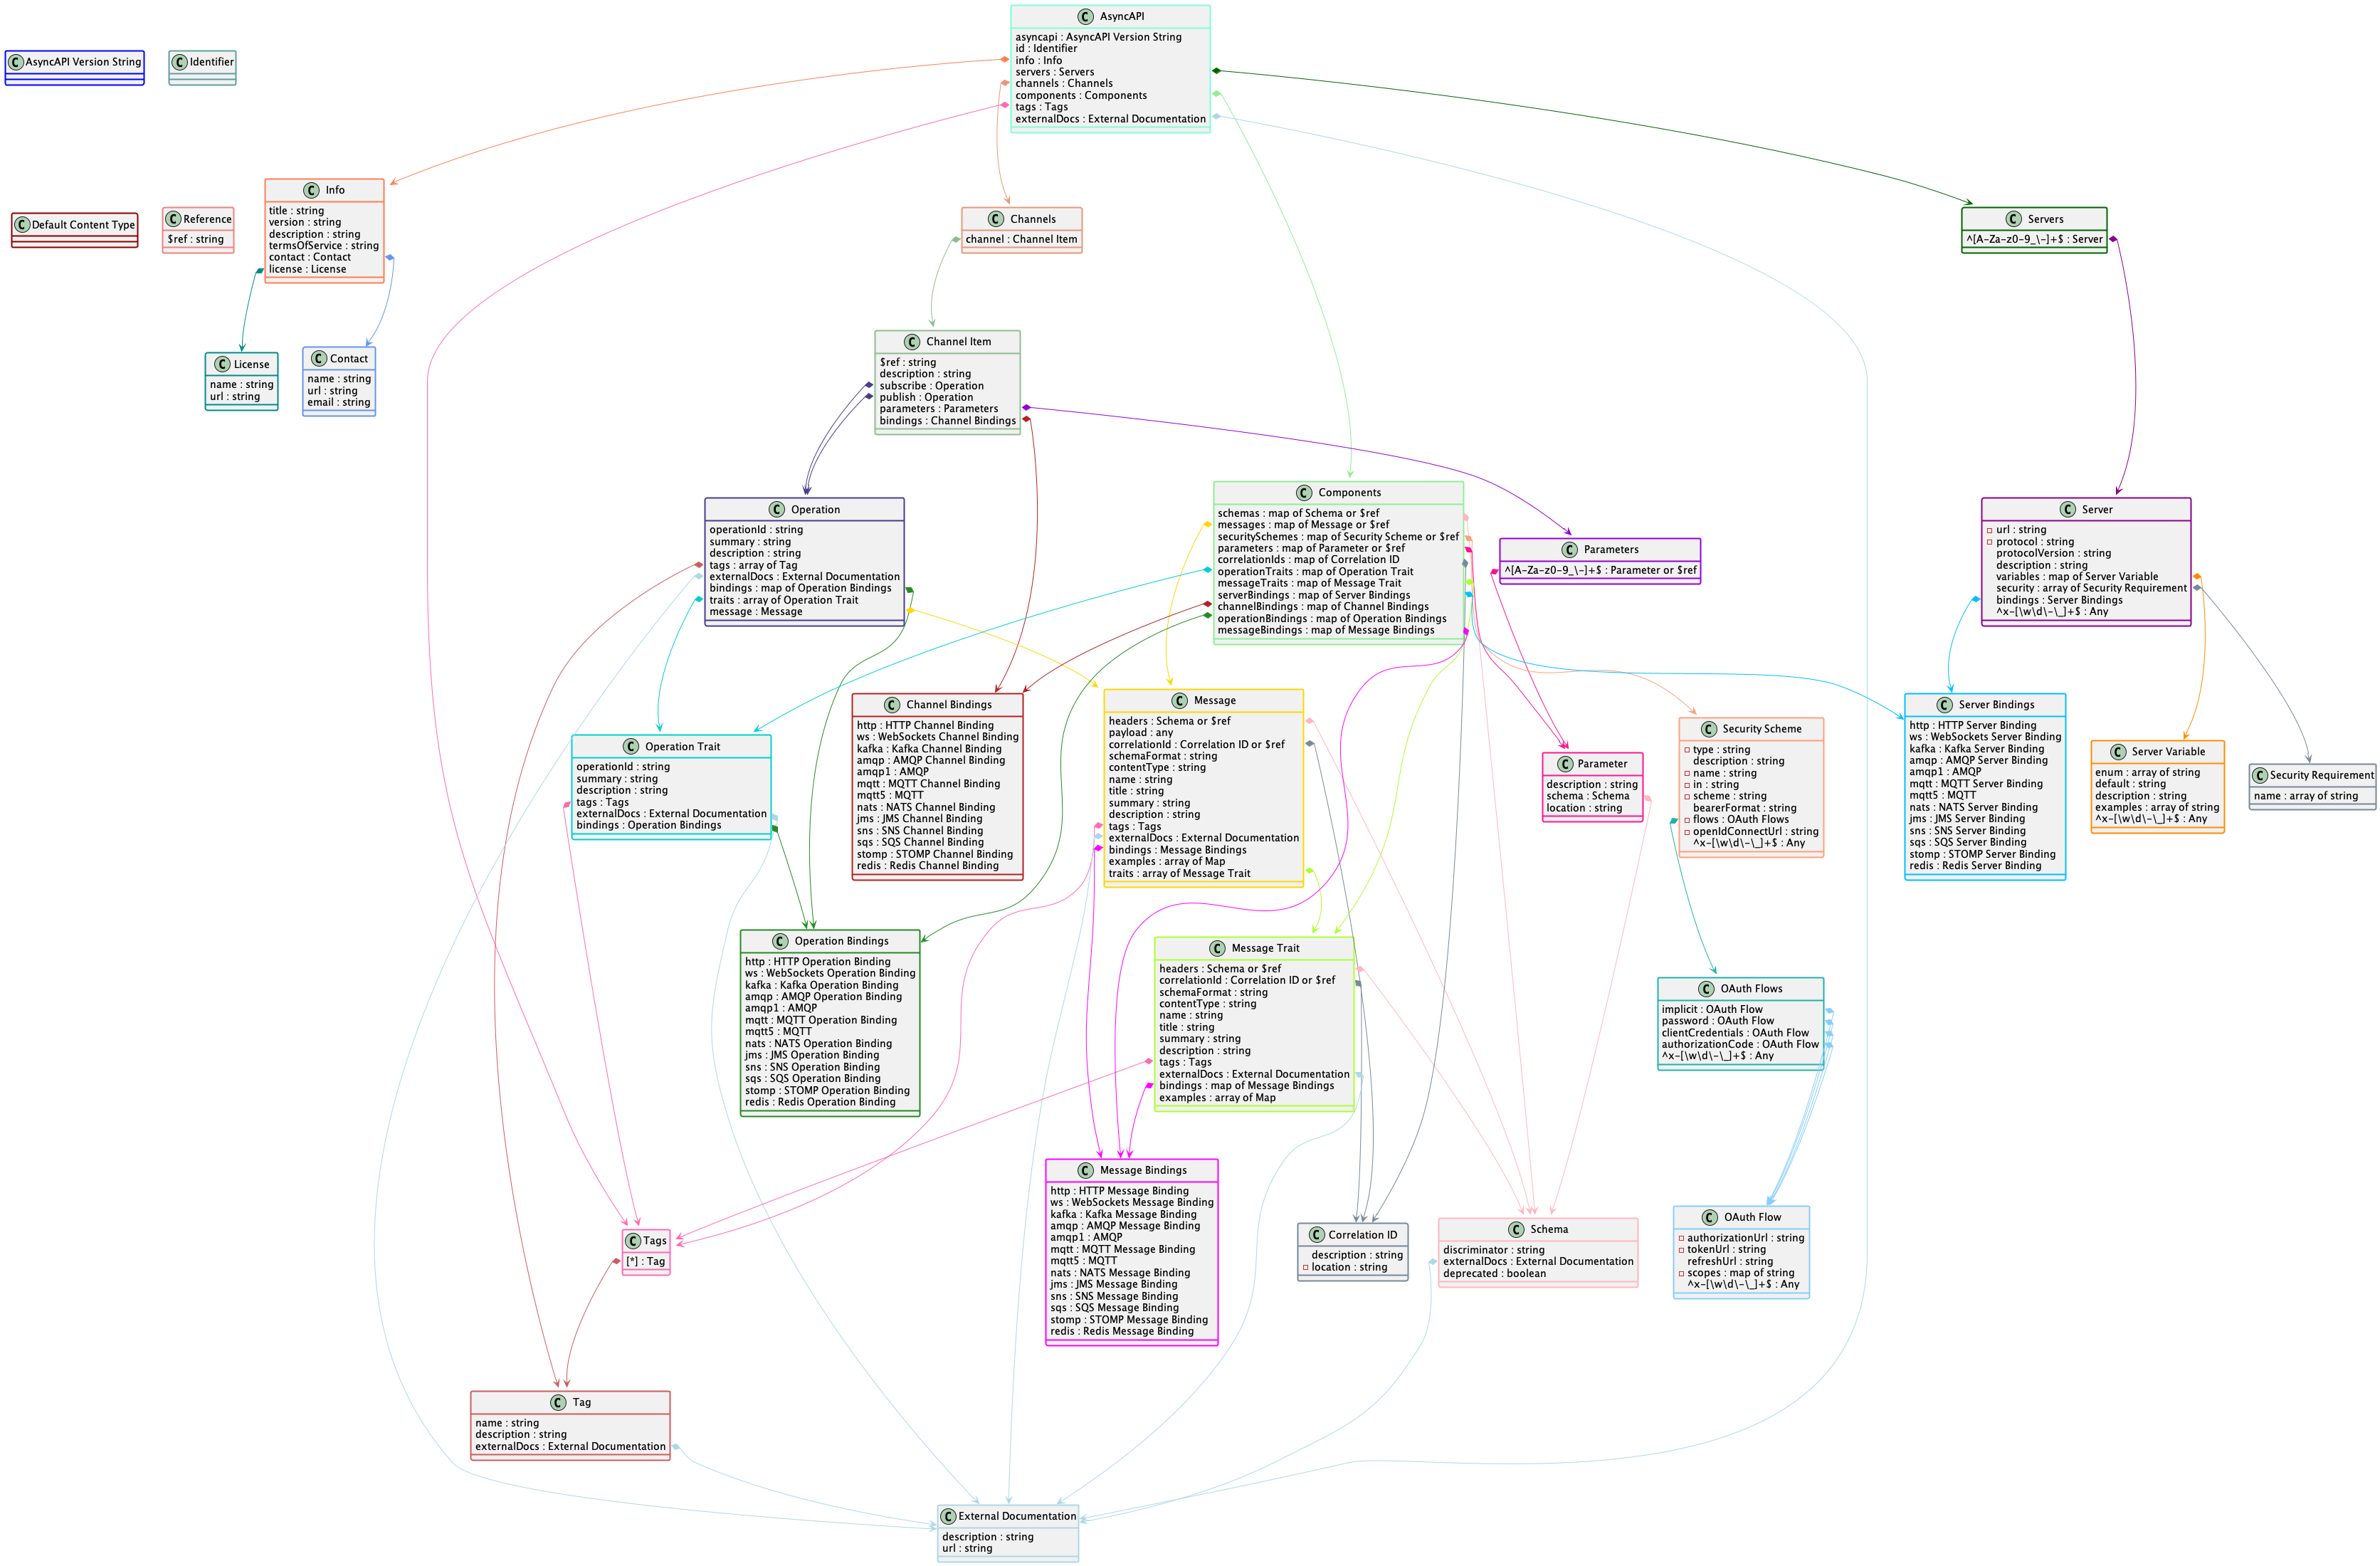 AsyncAPI
asyncapi : AsyncAPI Version String
id : Identifier
info : Info
servers : Servers
channels : Channels
components : Components
tags : Tags
externalDocs : External Documentation
AsyncAPI Version String
Identifier
Default Content Type
Reference
$ref : string
Info
title : string
version : string
description : string
termsOfService : string
contact : Contact
license : License
Channels
channel : Channel Item
Servers
^[A-Za-z0-9_\-]+$ : Server
License
name : string
url : string
Contact
name : string
url : string
email : string
Channel Item
$ref : string
description : string
subscribe : Operation
publish : Operation
parameters : Parameters
bindings : Channel Bindings
Operation
operationId : string
summary : string
description : string
tags : array of Tag
externalDocs : External Documentation
bindings : map of Operation Bindings
traits : array of Operation Trait
message : Message
Components
schemas : map of Schema or $ref
messages : map of Message or $ref
securitySchemes : map of Security Scheme or $ref
parameters : map of Parameter or $ref
correlationIds : map of Correlation ID
operationTraits : map of Operation Trait
messageTraits : map of Message Trait
serverBindings : map of Server Bindings
channelBindings : map of Channel Bindings
operationBindings : map of Operation Bindings
messageBindings : map of Message Bindings
Parameters
^[A-Za-z0-9_\-]+$ : Parameter or $ref
Server
url : string
protocol : string
protocolVersion : string
description : string
variables : map of Server Variable
security : array of Security Requirement
bindings : Server Bindings
^x-[\w\d\-\_]+$ : Any
Operation Trait
operationId : string
summary : string
description : string
tags : Tags
externalDocs : External Documentation
bindings : Operation Bindings
Channel Bindings
http : HTTP Channel Binding
ws : WebSockets Channel Binding
kafka : Kafka Channel Binding
amqp : AMQP Channel Binding
amqp1 : AMQP
mqtt : MQTT Channel Binding
mqtt5 : MQTT
nats : NATS Channel Binding
jms : JMS Channel Binding
sns : SNS Channel Binding
sqs : SQS Channel Binding
stomp : STOMP Channel Binding
redis : Redis Channel Binding
Message
headers : Schema or $ref
payload : any
correlationId : Correlation ID or $ref
schemaFormat : string
contentType : string
name : string
title : string
summary : string
description : string
tags : Tags
externalDocs : External Documentation
bindings : Message Bindings
examples : array of Map
traits : array of Message Trait
Parameter
description : string
schema : Schema
location : string
Security Scheme
type : string
description : string
name : string
in : string
scheme : string
bearerFormat : string
flows : OAuth Flows
openIdConnectUrl : string
^x-[\w\d\-\_]+$ : Any
Server Bindings
http : HTTP Server Binding
ws : WebSockets Server Binding
kafka : Kafka Server Binding
amqp : AMQP Server Binding
amqp1 : AMQP
mqtt : MQTT Server Binding
mqtt5 : MQTT
nats : NATS Server Binding
jms : JMS Server Binding
sns : SNS Server Binding
sqs : SQS Server Binding
stomp : STOMP Server Binding
redis : Redis Server Binding
Server Variable
enum : array of string
default : string
description : string
examples : array of string
^x-[\w\d\-\_]+$ : Any
Security Requirement
name : array of string
Operation Bindings
http : HTTP Operation Binding
ws : WebSockets Operation Binding
kafka : Kafka Operation Binding
amqp : AMQP Operation Binding
amqp1 : AMQP
mqtt : MQTT Operation Binding
mqtt5 : MQTT
nats : NATS Operation Binding
jms : JMS Operation Binding
sns : SNS Operation Binding
sqs : SQS Operation Binding
stomp : STOMP Operation Binding
redis : Redis Operation Binding
Message Trait
headers : Schema or $ref
correlationId : Correlation ID or $ref
schemaFormat : string
contentType : string
name : string
title : string
summary : string
description : string
tags : Tags
externalDocs : External Documentation
bindings : map of Message Bindings
examples : array of Map
OAuth Flows
implicit : OAuth Flow
password : OAuth Flow
clientCredentials : OAuth Flow
authorizationCode : OAuth Flow
^x-[\w\d\-\_]+$ : Any
Message Bindings
http : HTTP Message Binding
ws : WebSockets Message Binding
kafka : Kafka Message Binding
amqp : AMQP Message Binding
amqp1 : AMQP
mqtt : MQTT Message Binding
mqtt5 : MQTT
nats : NATS Message Binding
jms : JMS Message Binding
sns : SNS Message Binding
sqs : SQS Message Binding
stomp : STOMP Message Binding
redis : Redis Message Binding
Tags
[*] : Tag
Correlation ID
description : string
location : string
Schema
discriminator : string
externalDocs : External Documentation
deprecated : boolean
OAuth Flow
authorizationUrl : string
tokenUrl : string
refreshUrl : string
scopes : map of string
^x-[\w\d\-\_]+$ : Any
Tag
name : string
description : string
externalDocs : External Documentation
External Documentation
description : string
url : string